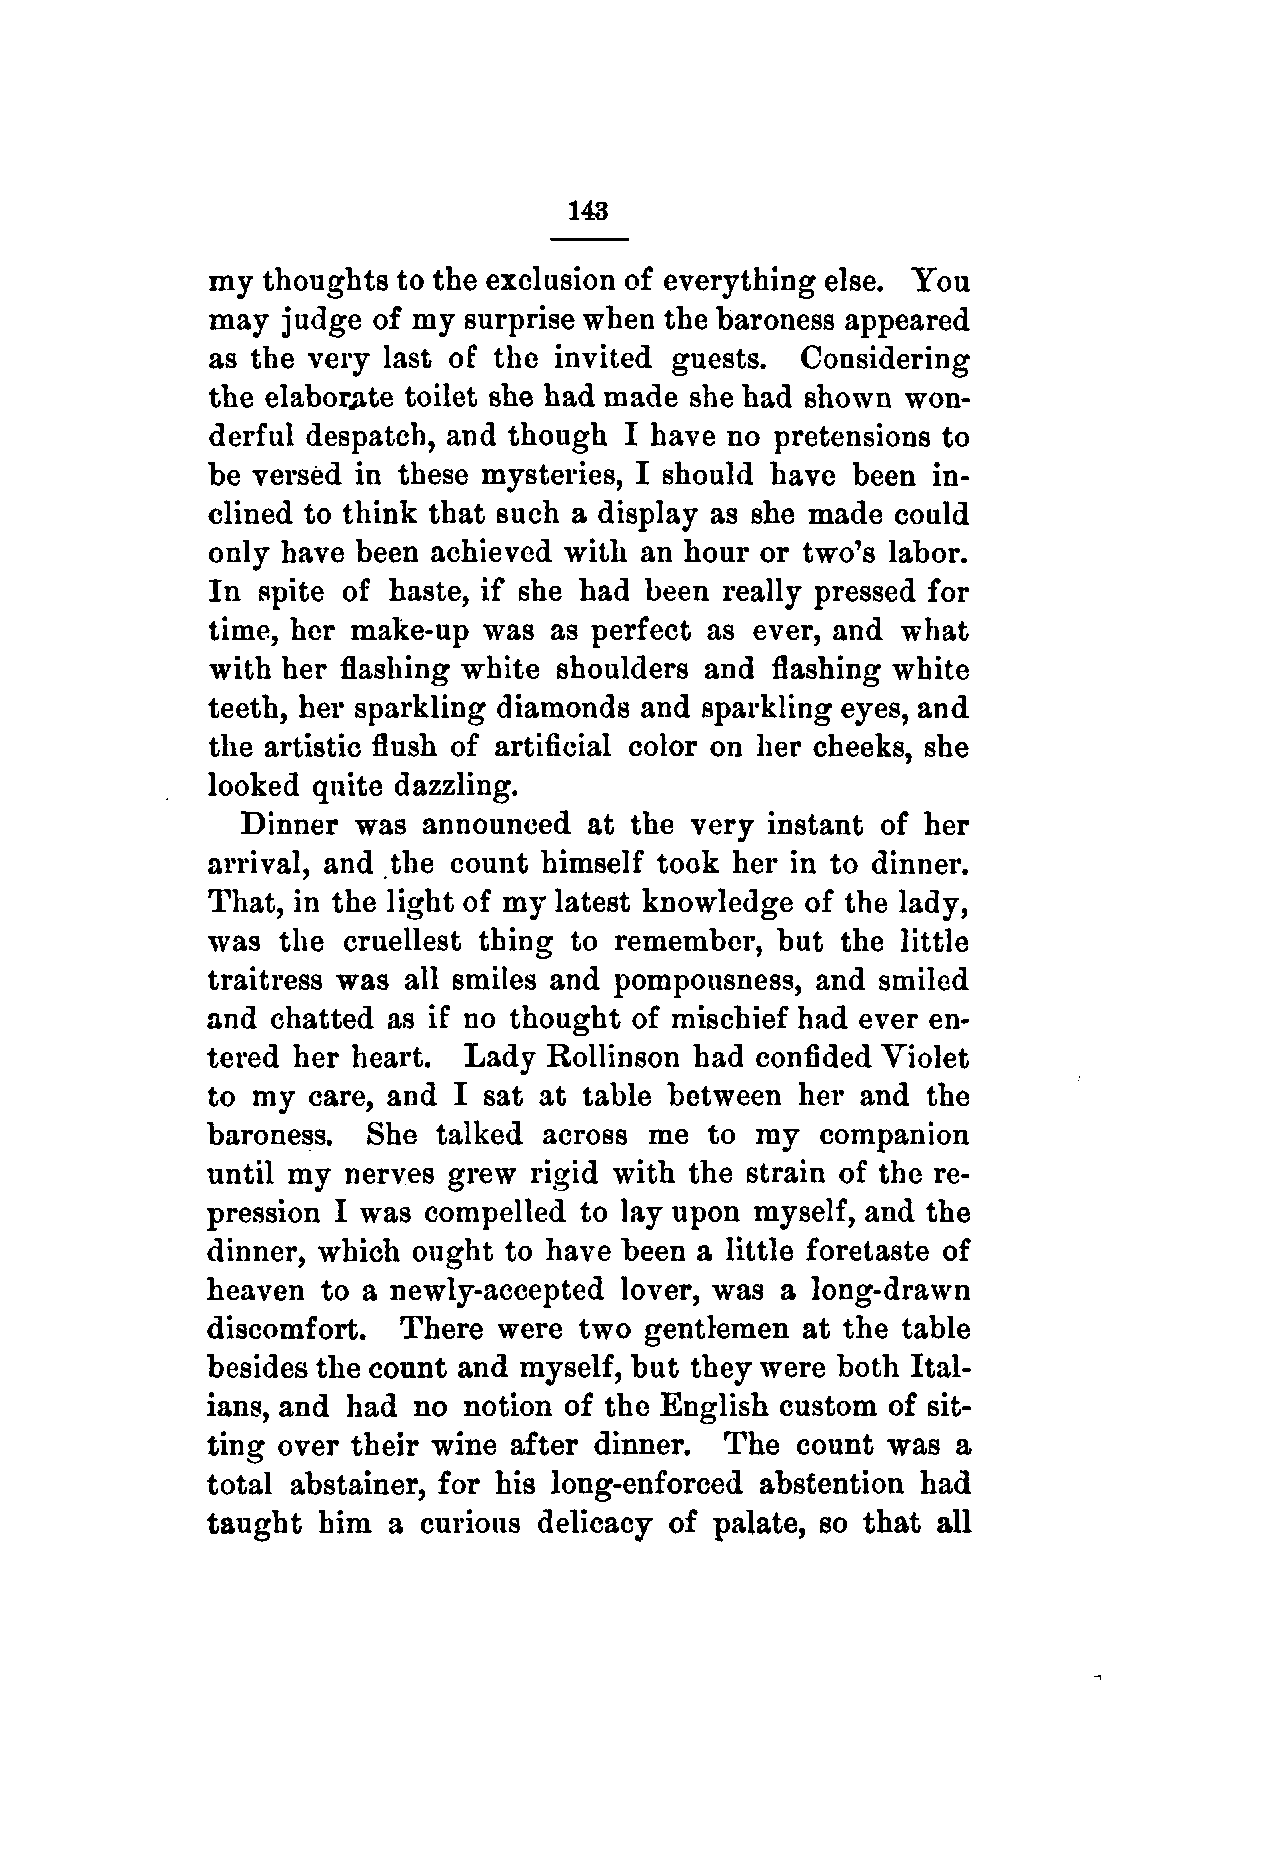 143
my thoughts to the exclusion of everything else. You
may judge of my surprise when the baroness appeared
as the very last of the invited guests. Considering
the elaborate toilet she had made she had shown won-
derful despatch, and though I have no pretensions to
be versed in these mysteries, I should have been in-
clined to think that such a display as she made could
only have been achieved with an hour or two's labor.
In spite of haste, if she had been really pressed for
time, her make-up was as perfect as ever, and what
with her flashing white shoulders and flashing white
teeth, her sparkling diamonds and sparkling eyes, and
the artistic flush of artificial color on her cheeks, she
looked quite dazzling.
Dinner was announced at the very instant of her
arrival, and the count himself took her in to dinner.
That, in the light of my latest knowledge of the lady,
was the cruellest thing to remember, but the little
traitress was all smiles and pompousness, and smiled
and chatted as if no thought of mischief had ever en-
tered her heart. Lady Rollinson had confided Violet
to my care, and I sat at table between her and the
baroness. She talked across me to my companion
until my nerves grew rigid with the strain of the re-
pression I was compelled to lay upon myself, and the
dinner, which ought to have been a little foretaste of
heaven to a newly-accepted lover, was a long-drawn
discomfort. There were two gentlemen at the table
besides the count and myself, but they were both Ital-
ians, and had no notion of the English custom of sit-
ting over their wine after dinner. The count was a
total abstainer, for his long-enforced abstention had
taught him a curious delicacy of palate, so that all